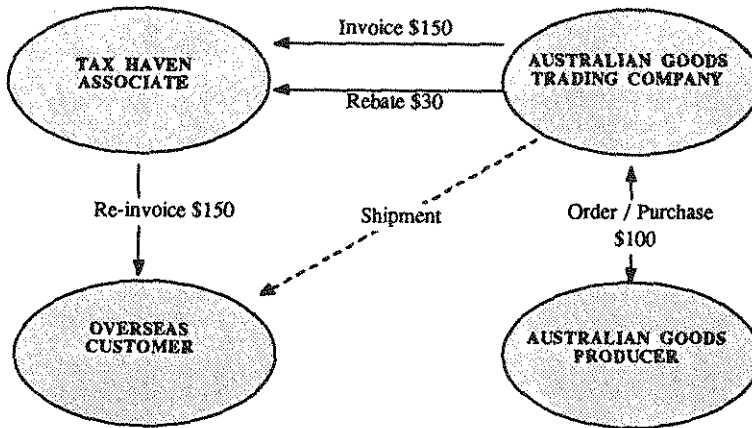 Invoice $150
TAX HAVEN
ASSOCIATE
AUSTRALIAN GOODS
TRADING COMPANY
Rebate $30
Re-invoice $150
Shipment
Order / Purchase
$100
OVERSEAS
CUSTOMER
AUSTRALIAN GOODS
PRODUCER